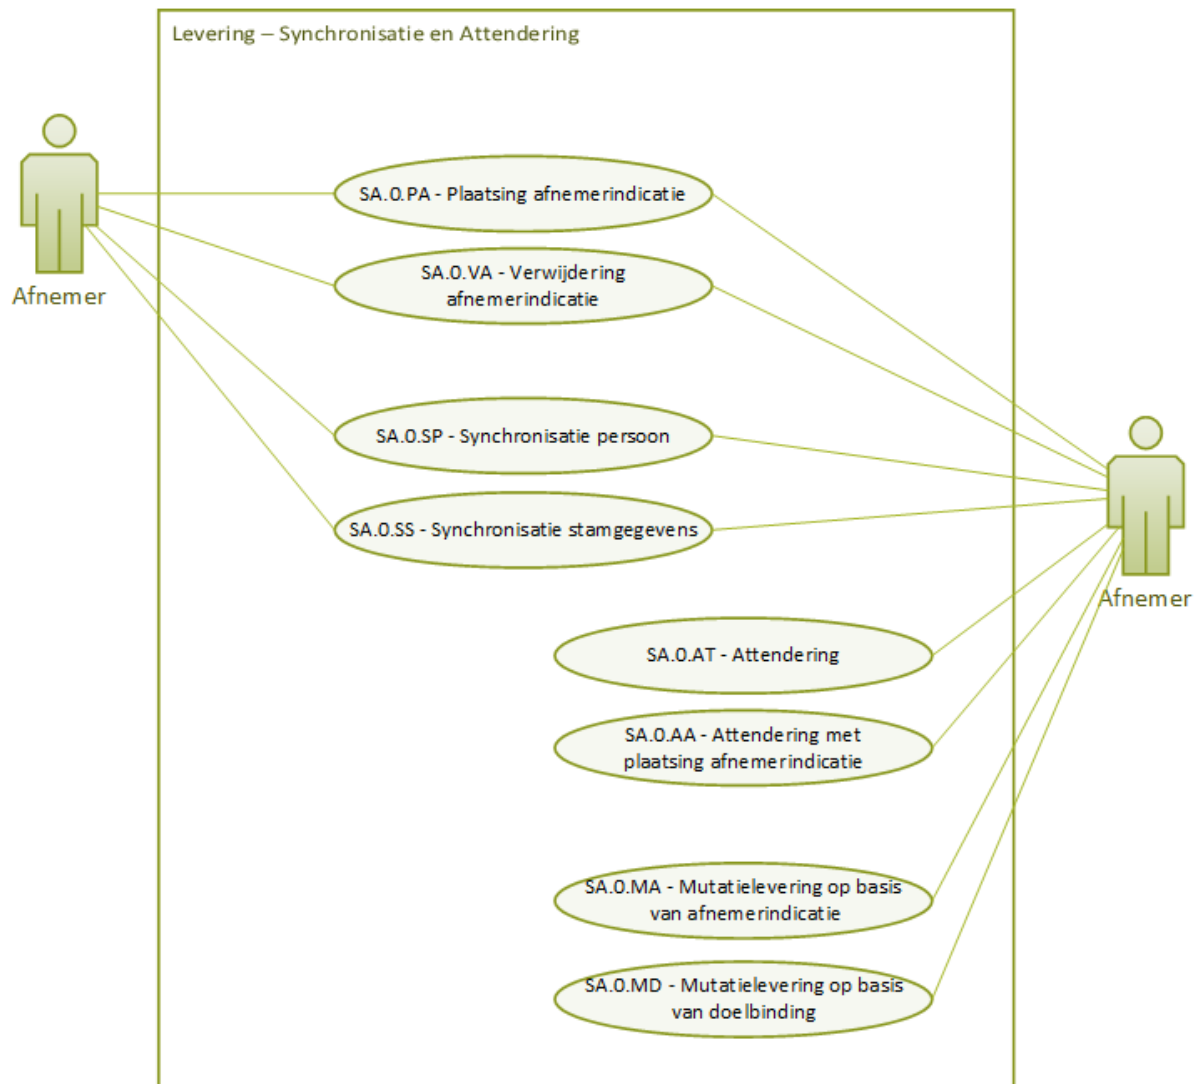 Levering – Synchronisatie en Attendering
Afnemer
SA.0.PA - Plaatsing afnemerindicatie
SA.0.VA - Verwijdering
afnemerindicatie
SA.0.SP - Synchronisatie persoon
SA.0.SS - Synchronisatie stamgegevens
Afnemer
SA.0.AT - Attendering
SA.0.AA - Attendering met
plaatsing afnemerindicatie
SA.0.MA - Mutatielevering op basis
van afnemerindicatie
SA.0.MD - Mutatielevering op basis
van doelbinding